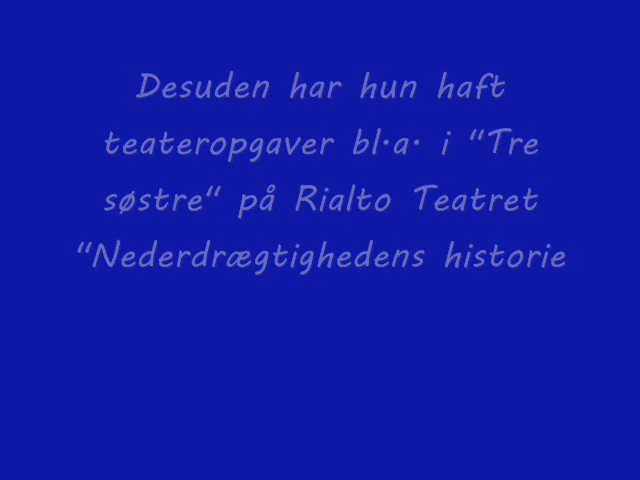 Desuden har hun haft
teateropgaver bl.a. i "Tre
søstre" på Rialto Teatret
"Nederdrægtighedens historie